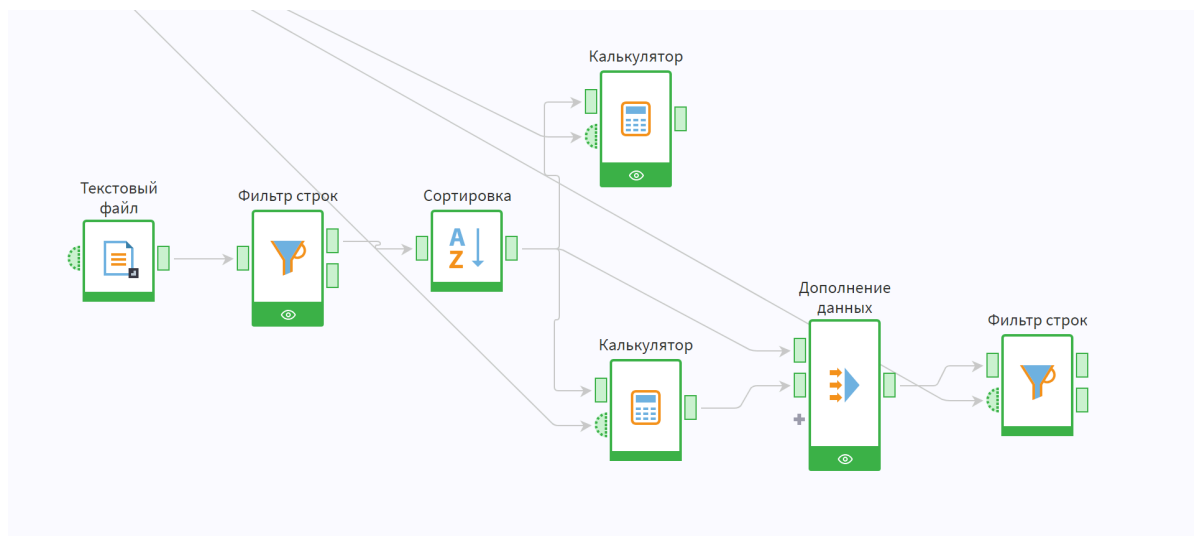 Калькулятор
Текстовый
файл
Фильтр строк
Сортировка
A
Z
Дополнение
данных
Фильтр строк
Калькулятор